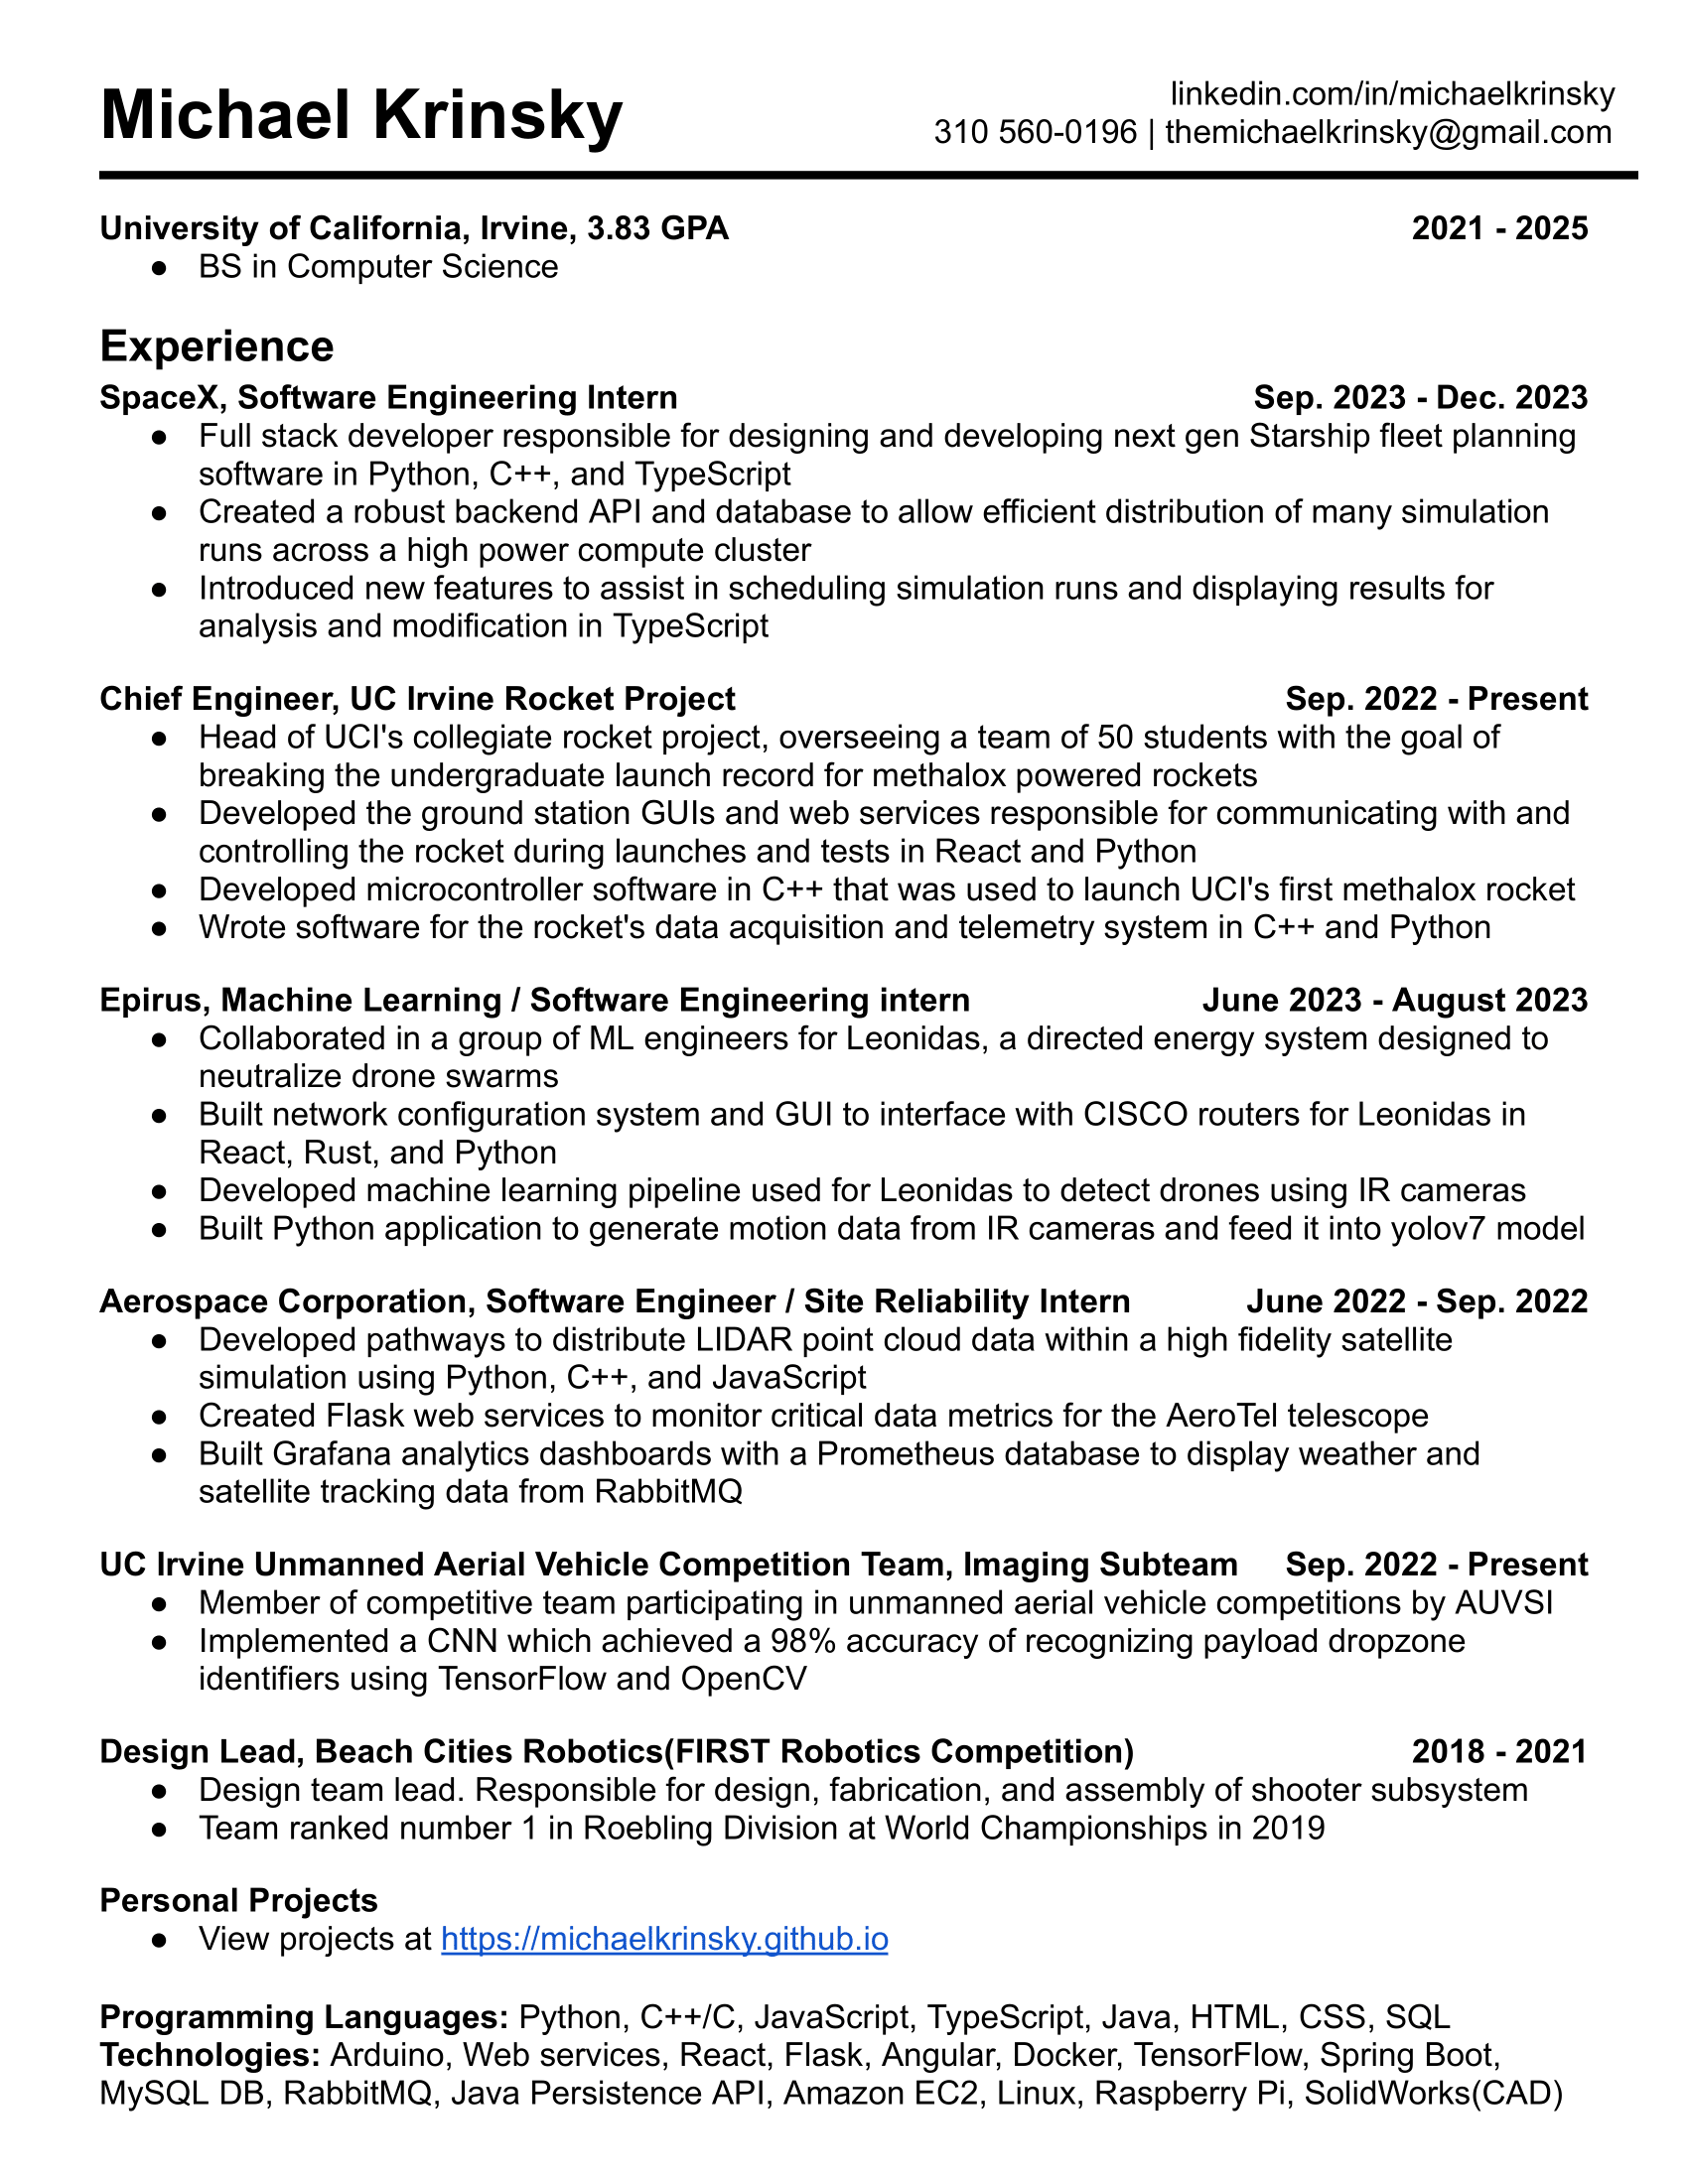 Michael Krinsky
linkedin.com/in/michaelkrinsky
310 560-0196 | themichaelkrinsky@gmail.com
University of California, Irvine, 3.83 GPA 2021 - 2025
● BS in Computer Science
Experience
SpaceX, Software Engineering Intern Sep. 2023 - Dec. 2023
● Full stack developer responsible for designing and developing next gen Starship fleet planning
software in Python, C++, and TypeScript
● Created a robust backend API and database to allow efficient distribution of many simulation
runs across a high power compute cluster
● Introduced new features to assist in scheduling simulation runs and displaying results for
analysis and modification in TypeScript
Chief Engineer, UC Irvine Rocket Project Sep. 2022 - Present
● Head of UCI's collegiate rocket project, overseeing a team of 50 students with the goal of
breaking the undergraduate launch record for methalox powered rockets
● Developed the ground station GUIs and web services responsible for communicating with and
controlling the rocket during launches and tests in React and Python
● Developed microcontroller software in C++ that was used to launch UCI's first methalox rocket
● Wrote software for the rocket's data acquisition and telemetry system in C++ and Python
Epirus, Machine Learning / Software Engineering intern June 2023 - August 2023
● Collaborated in a group of ML engineers for Leonidas, a directed energy system designed to
neutralize drone swarms
● Built network configuration system and GUI to interface with CISCO routers for Leonidas in
React, Rust, and Python
● Developed machine learning pipeline used for Leonidas to detect drones using IR cameras
● Built Python application to generate motion data from IR cameras and feed it into yolov7 model
Aerospace Corporation, Software Engineer / Site Reliability Intern June 2022 - Sep. 2022
● Developed pathways to distribute LIDAR point cloud data within a high fidelity satellite
simulation using Python, C++, and JavaScript
● Created Flask web services to monitor critical data metrics for the AeroTel telescope
● Built Grafana analytics dashboards with a Prometheus database to display weather and
satellite tracking data from RabbitMQ
UC Irvine Unmanned Aerial Vehicle Competition Team, Imaging Subteam Sep. 2022 - Present
● Member of competitive team participating in unmanned aerial vehicle competitions by AUVSI
● Implemented a CNN which achieved a 98% accuracy of recognizing payload dropzone
identifiers using TensorFlow and OpenCV
Design Lead, Beach Cities Robotics(FIRST Robotics Competition) 2018 - 2021
● Design team lead. Responsible for design, fabrication, and assembly of shooter subsystem
● Team ranked number 1 in Roebling Division at World Championships in 2019
Personal Projects
● View projects at https://michaelkrinsky.github.io
Programming Languages: Python, C++/C, JavaScript, TypeScript, Java, HTML, CSS, SQL
Technologies: Arduino, Web services, React, Flask, Angular, Docker, TensorFlow, Spring Boot,
MySQL DB, RabbitMQ, Java Persistence API, Amazon EC2, Linux, Raspberry Pi, SolidWorks(CAD)